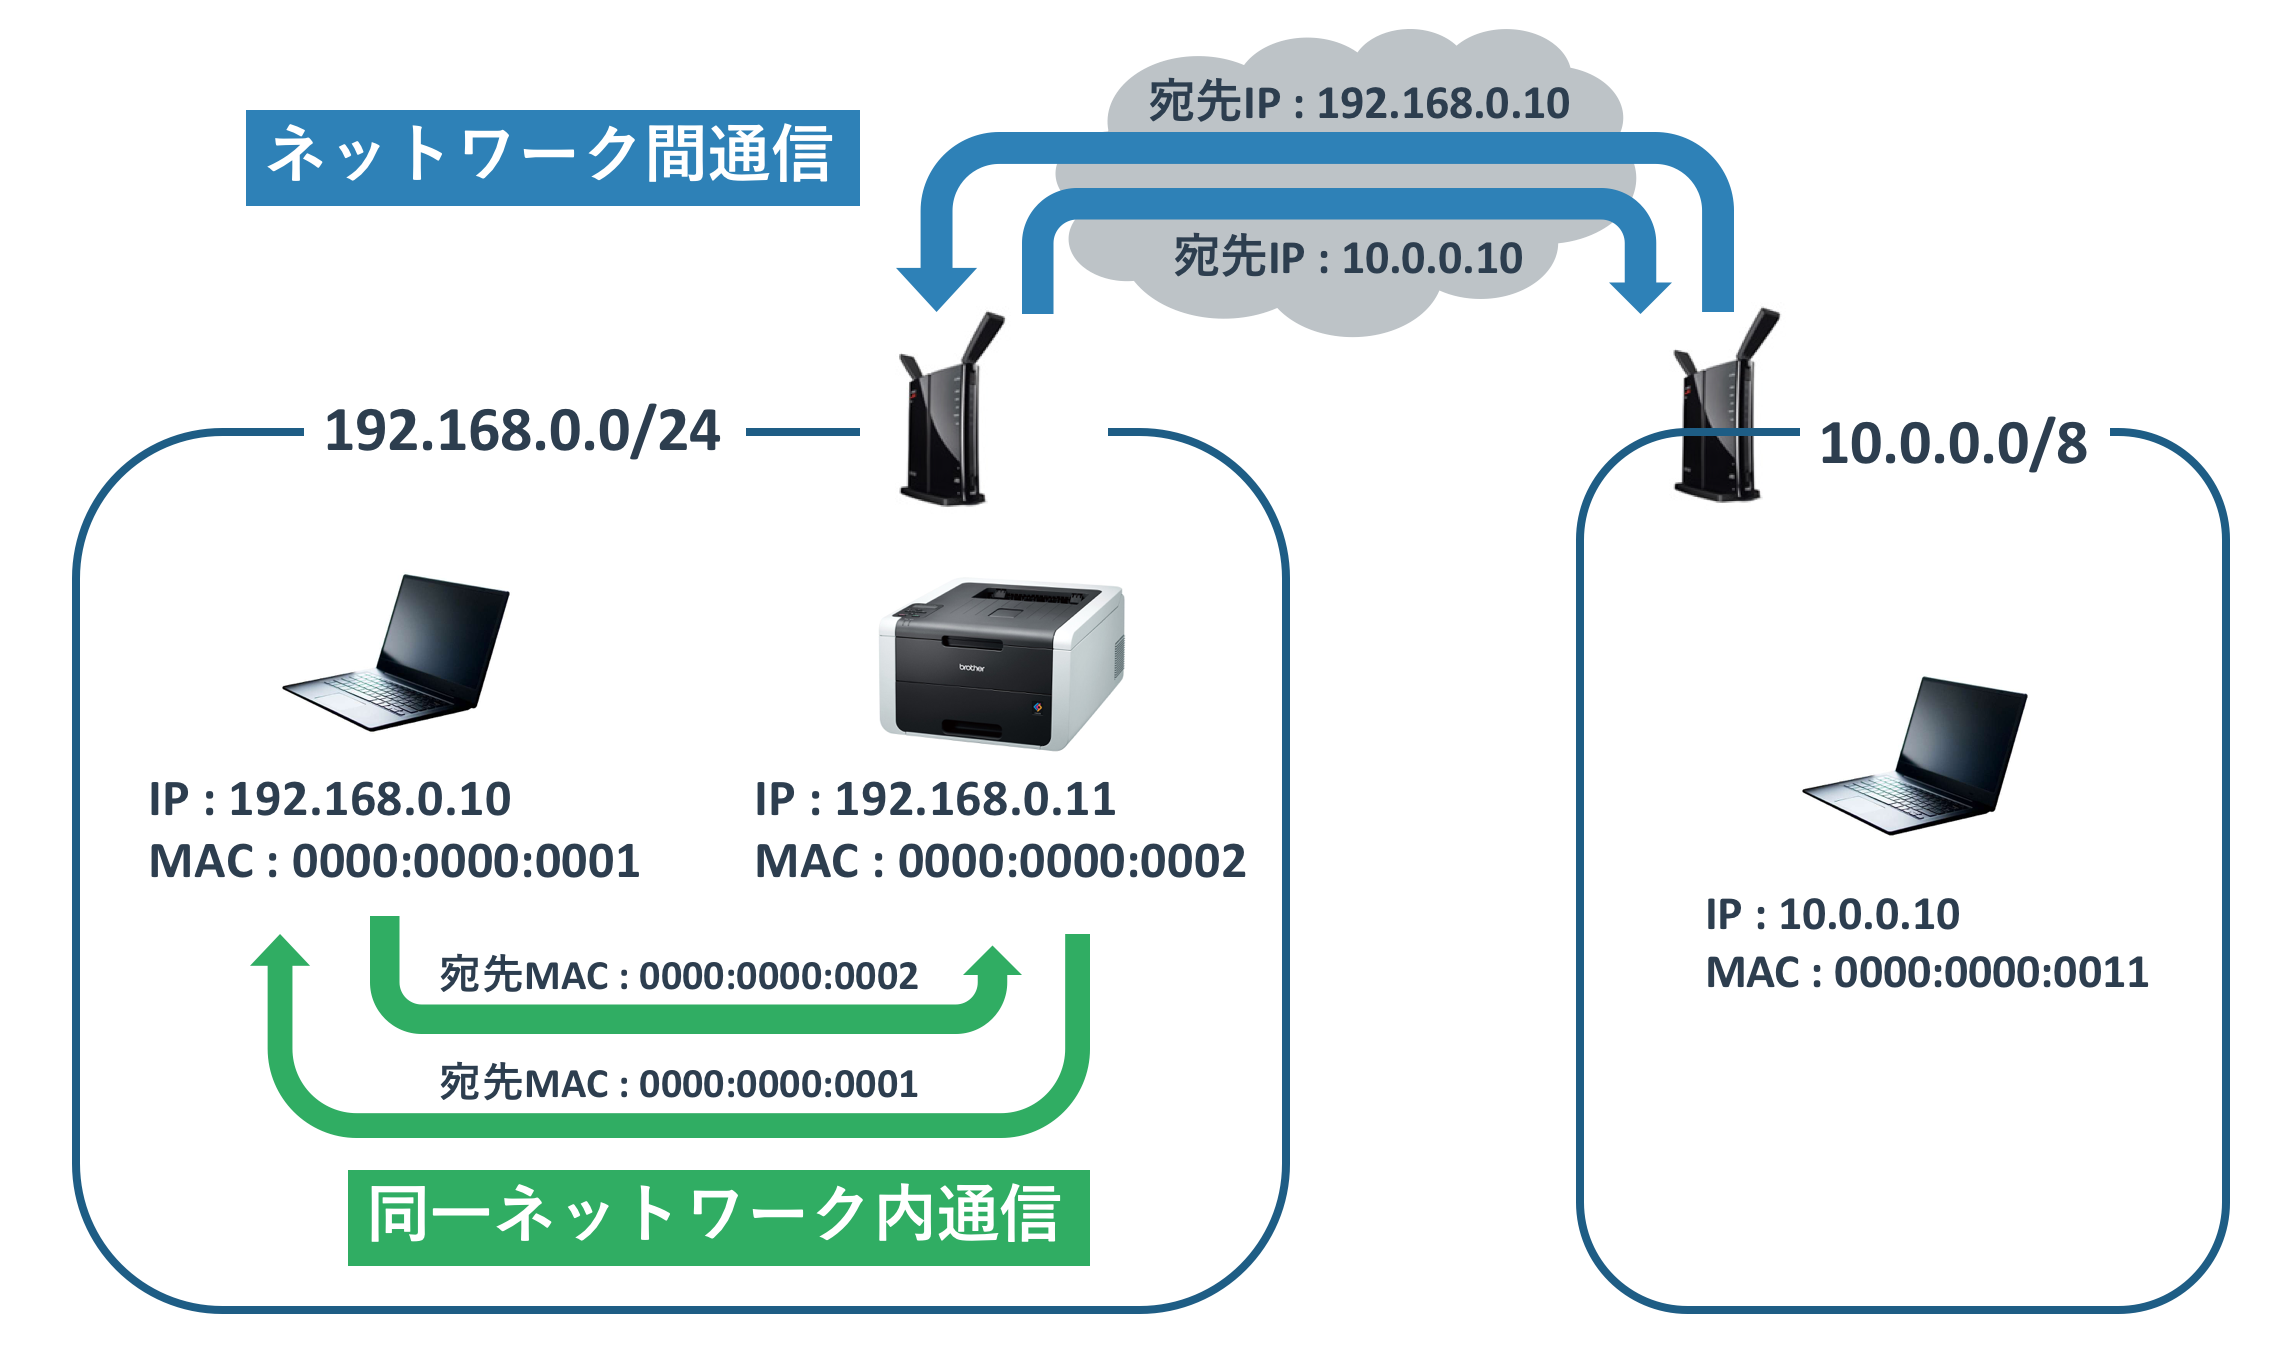 宛先IP : 192.168.0.10
ネットワーク間通信
宛先IP : 10.0.0.10
192.168.0.0/24
10.0.0.0/8
brother
IP : 192.168.0.10
MAC : 0000:0000:0001
IP : 192.168.0.11
MAC : 0000:0000:0002
IP : 10.0.0.10
MAC : 0000:0000:0011
宛先MAC : 0000:0000:0002
宛先MAC : 0000:0000:0001
同一ネットワーク内通信